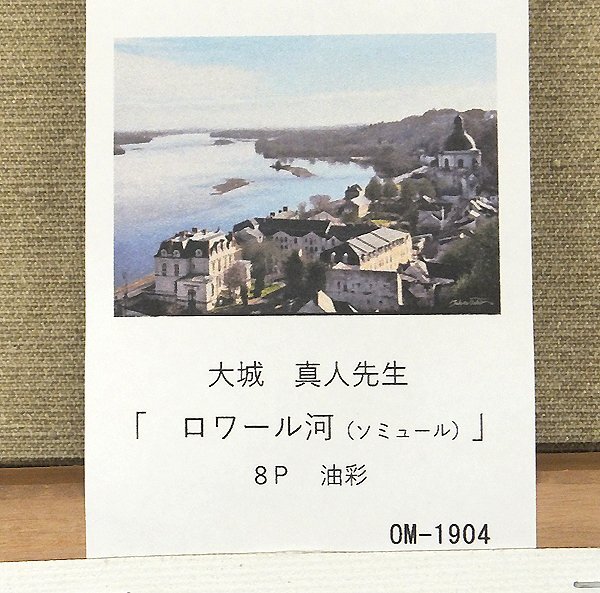 大城　真人先生
「　ロワール河（ソミュール）」
８Ｐ　油彩
OM-1904